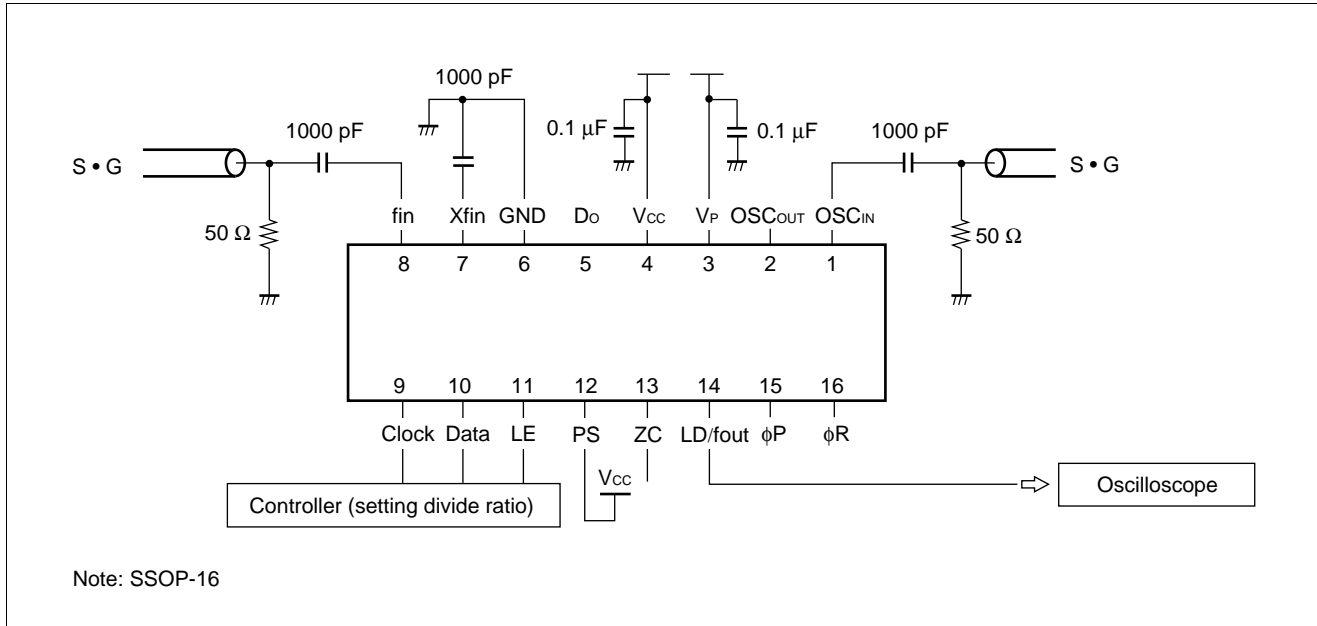 1000 pF
1000 pF
0.1 μF
0.1 μF
1000 pF
S • G
S • G
50 Ω
50 Ω
fin Xfin GND DO VCC VP OSCOUT OSCIN
8 7 6 5 4 3 2 1
9 10 11 12 13 14 15 16
Clock Data LE PS ZC LD/fout ϕP ϕR
VCC
Controller (setting divide ratio)
Oscilloscope
Note: SSOP-16